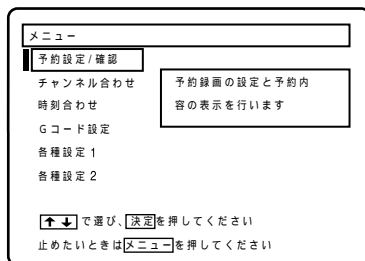 メニュー
予約設定/確認
チャンネル合わせ
予約録画の設定と予約内
時刻合わせ
容の表示を行います
Gコード設定
各種設定1
各種設定2
↑↓で選び、決定を押してください
止めたいときはメニューを押してください